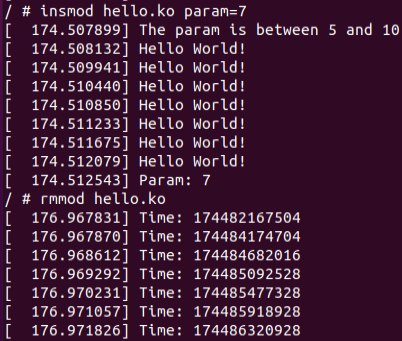 / # insmod hello.ko param=7
[  174.507899] The param is between 5 and 10
[  174.508132] Hello World!
[  174.509941] Hello World!
[  174.510440] Hello World!
[  174.510850] Hello World!
[  174.511233] Hello World!
[  174.511675] Hello World!
[  174.512079] Hello World!
[  174.512543] Param: 7
/ # rmmod hello.ko
[  176.967831] Time: 174482167504
[  176.967870] Time: 174484174704
[  176.968612] Time: 174484682016
[  176.969292] Time: 174485092528
[  176.970231] Time: 174485477328
[  176.971057] Time: 174485918928
[  176.971826] Time: 174486320928